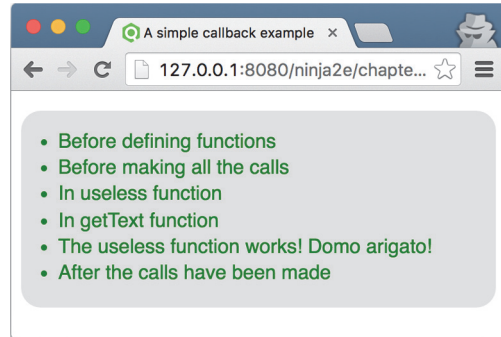 A simple callback example
127.0.0.1:8080/ninja2e/chapte...
Before defining functions
Before making all the calls
In useless function
In getText function
The useless function works! Domo arigato!
After the calls have been made